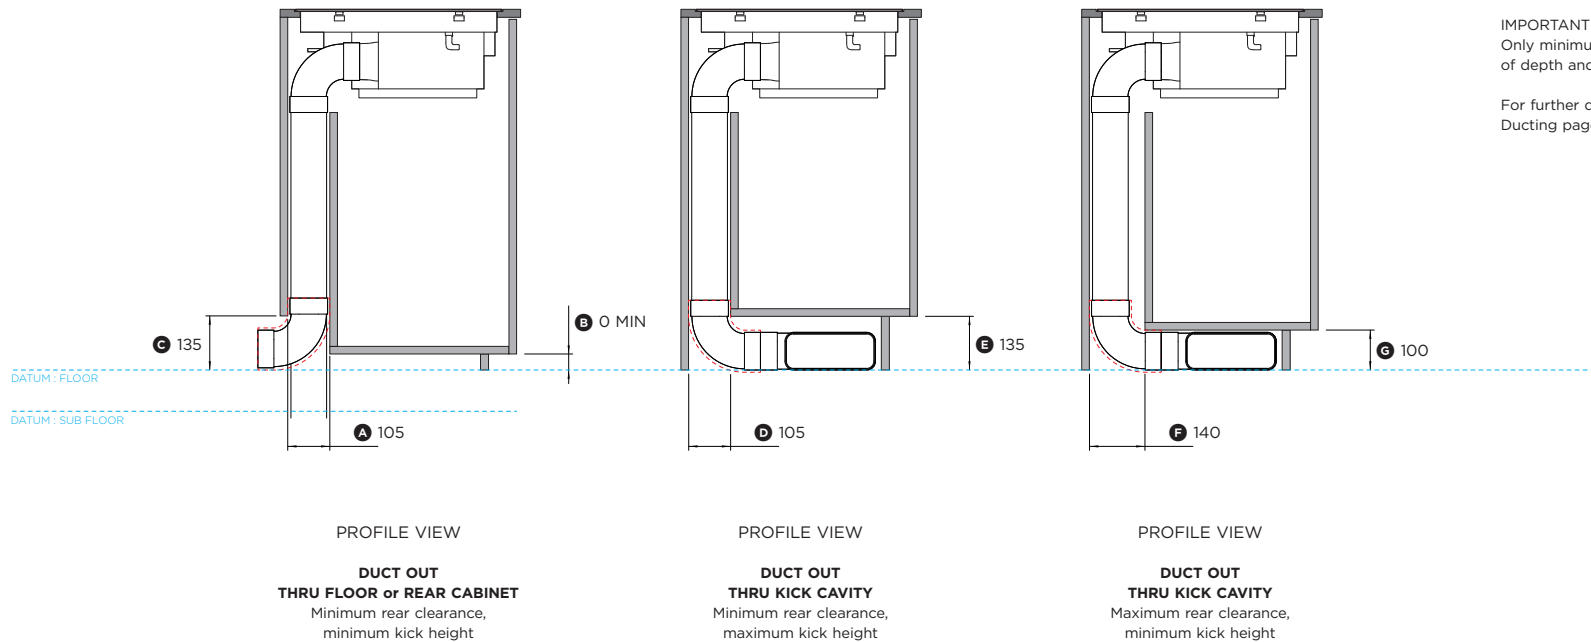 IMPORTANT
Only minimu
of depth and
For further
Ducting page
C 135
B 0 MIN
E 135
G 100
DATUM : FLOOR
DATUM : SUB FLOOR
A 105
D 105
F 140
PROFILE VIEW
DUCT OUT
THRU FLOOR or REAR CABINET
Minimum rear clearance,
minimum kick height
PROFILE VIEW
DUCT OUT
THRU KICK CAVITY
Minimum rear clearance,
maximum kick height
PROFILE VIEW
DUCT OUT
THRU KICK CAVITY
Maximum rear clearance,
minimum kick height